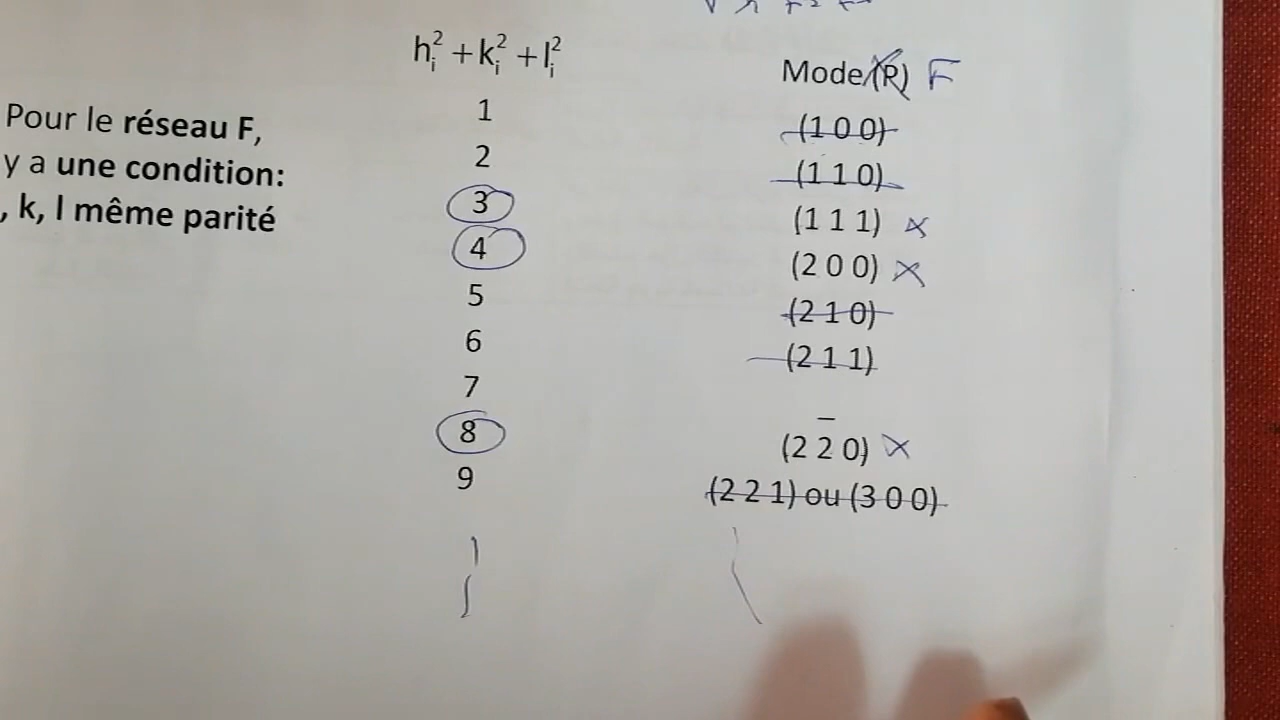 h_i^2 + k_i^2 + l_i^2
Mode (P) F
Pour le réseau F,
y a une condition:
, k, l même parité
1 (1 0 0)
2 (1 1 0)
3 (1 1 1) ×
4 (2 0 0) ×
5 (2 1 0)
6 (2 1 1)
7
8 (2 2̅ 0) ×
9 (2 2 1) ou (3 0 0)